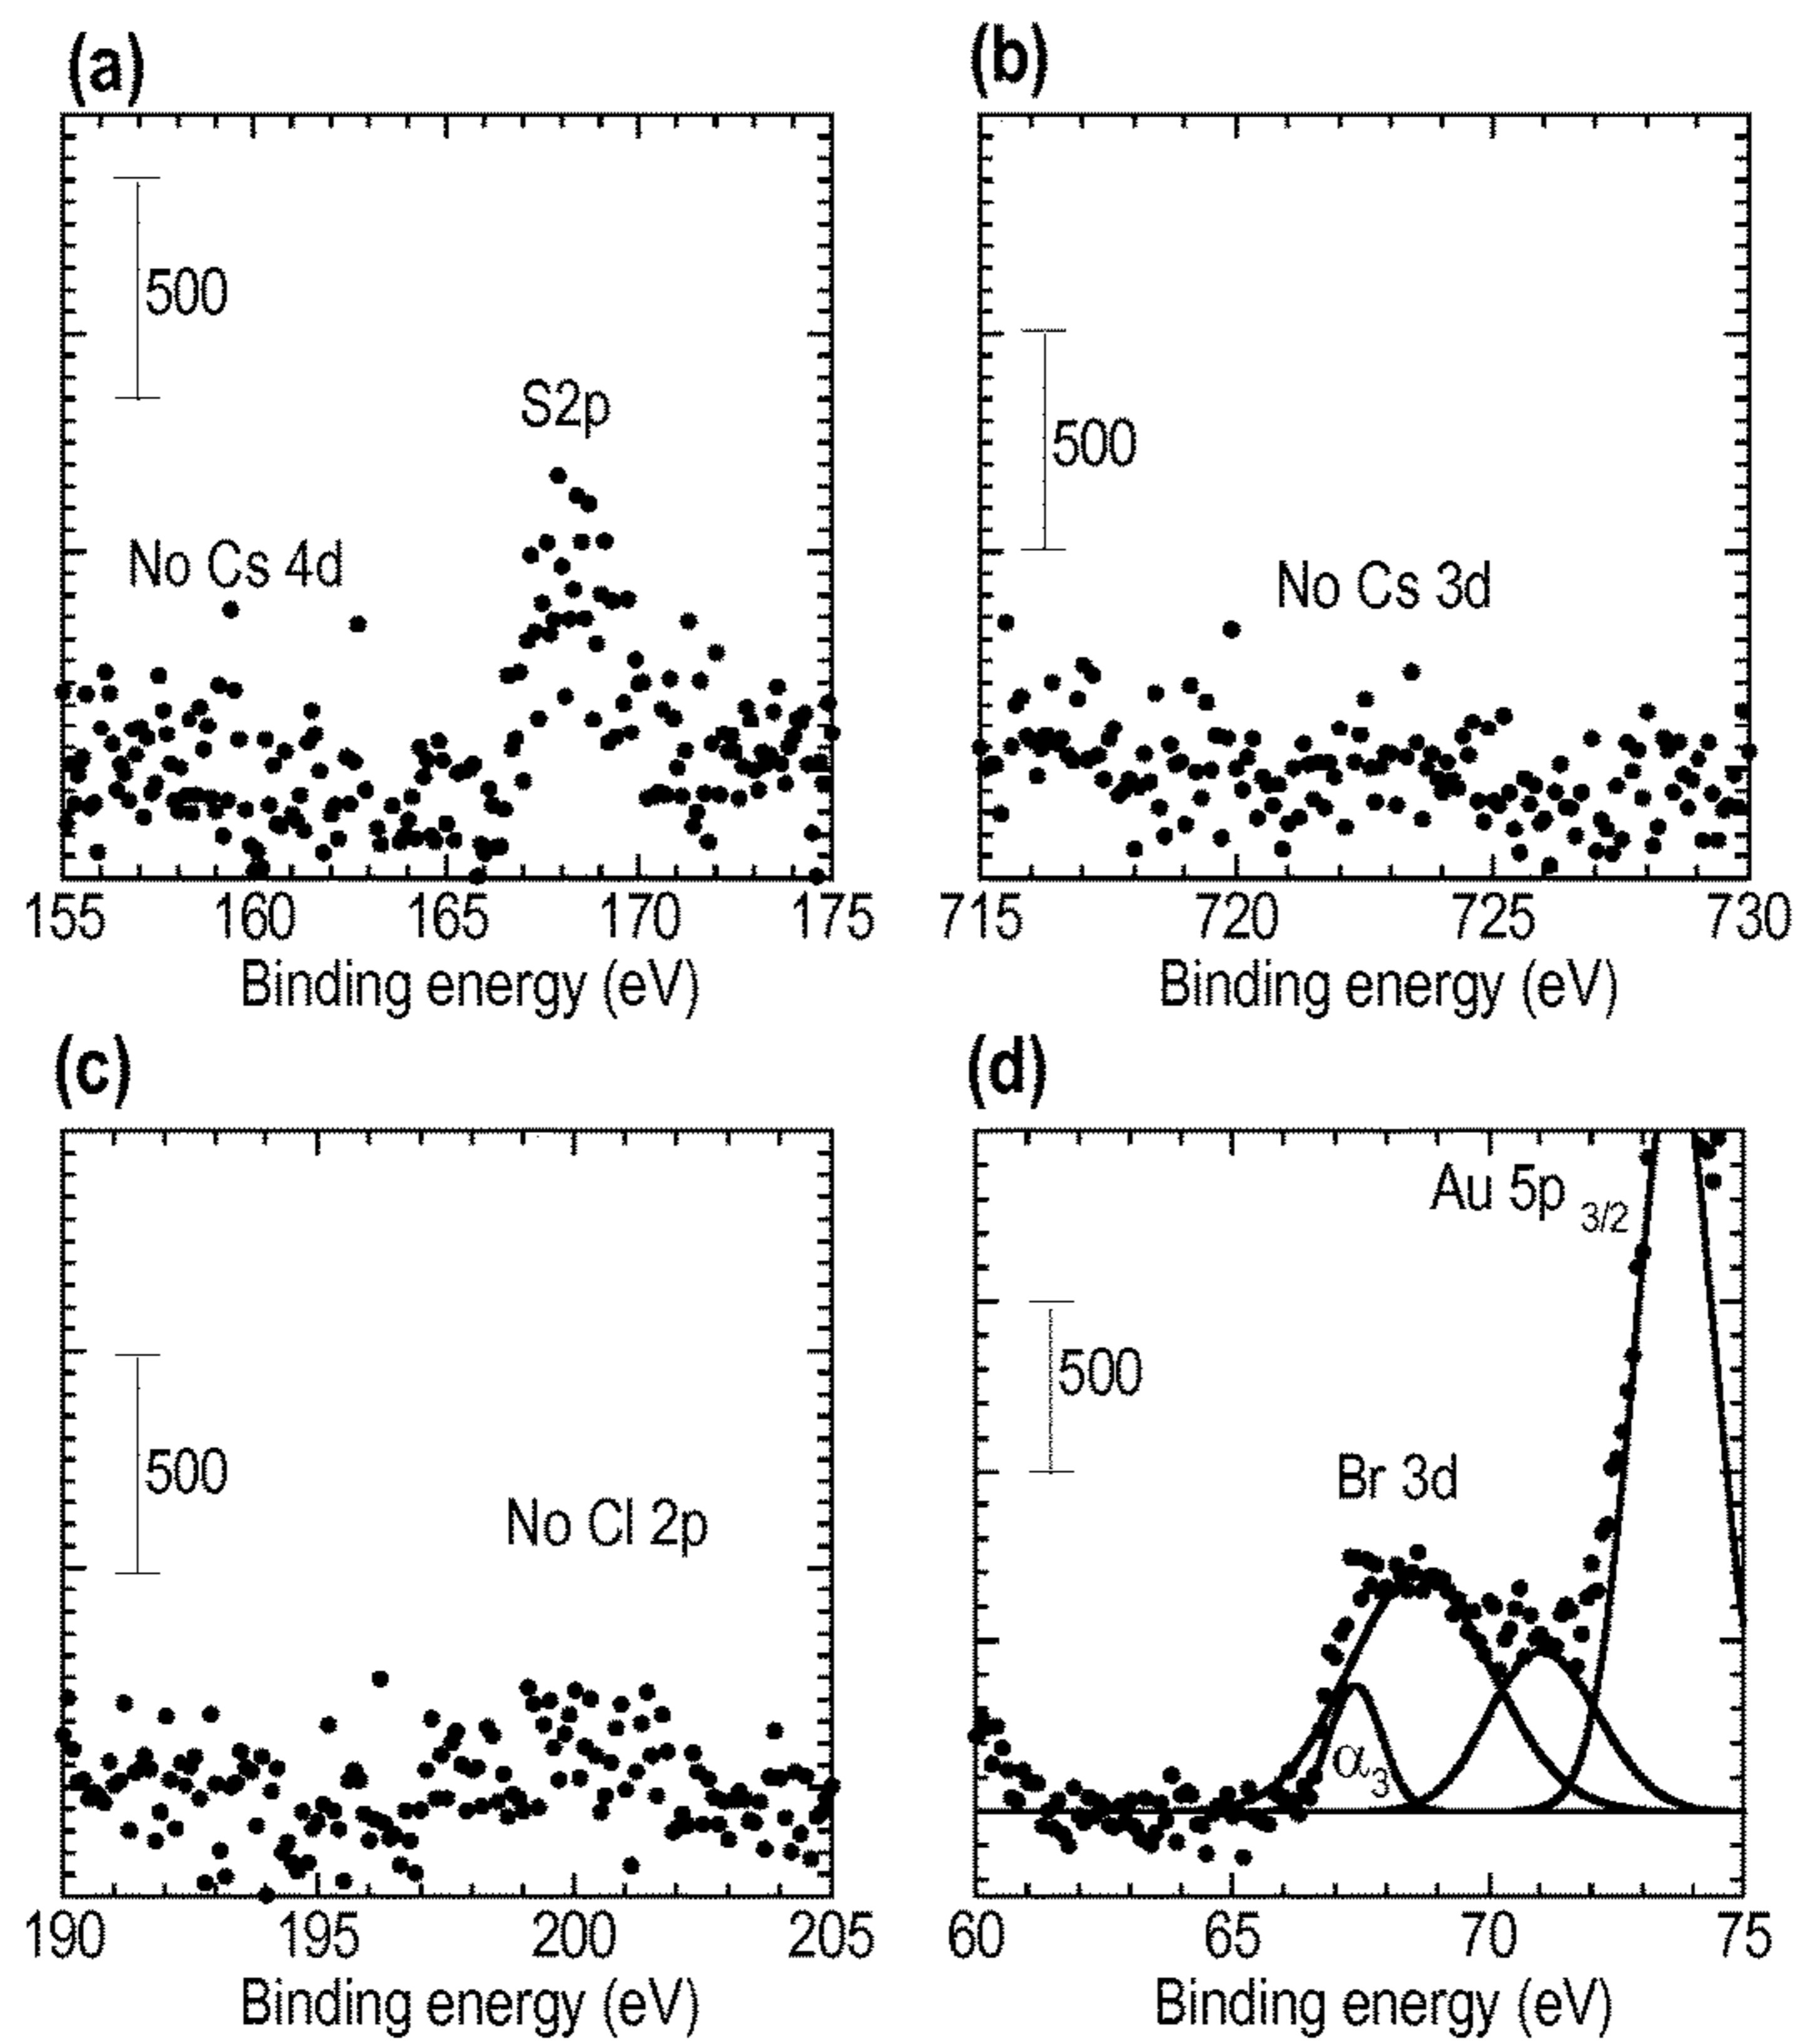 (a)
500
S2p
No Cs 4d
155 160 165 170 175
Binding energy (eV)
(b)
500
No Cs 3d
715 720 725 730
Binding energy (eV)
(c)
500
No Cl 2p
190 195 200 205
Binding energy (eV)
(d)
Au 5p 3/2
500
Br 3d
α3
60 65 70 75
Binding energy (eV)